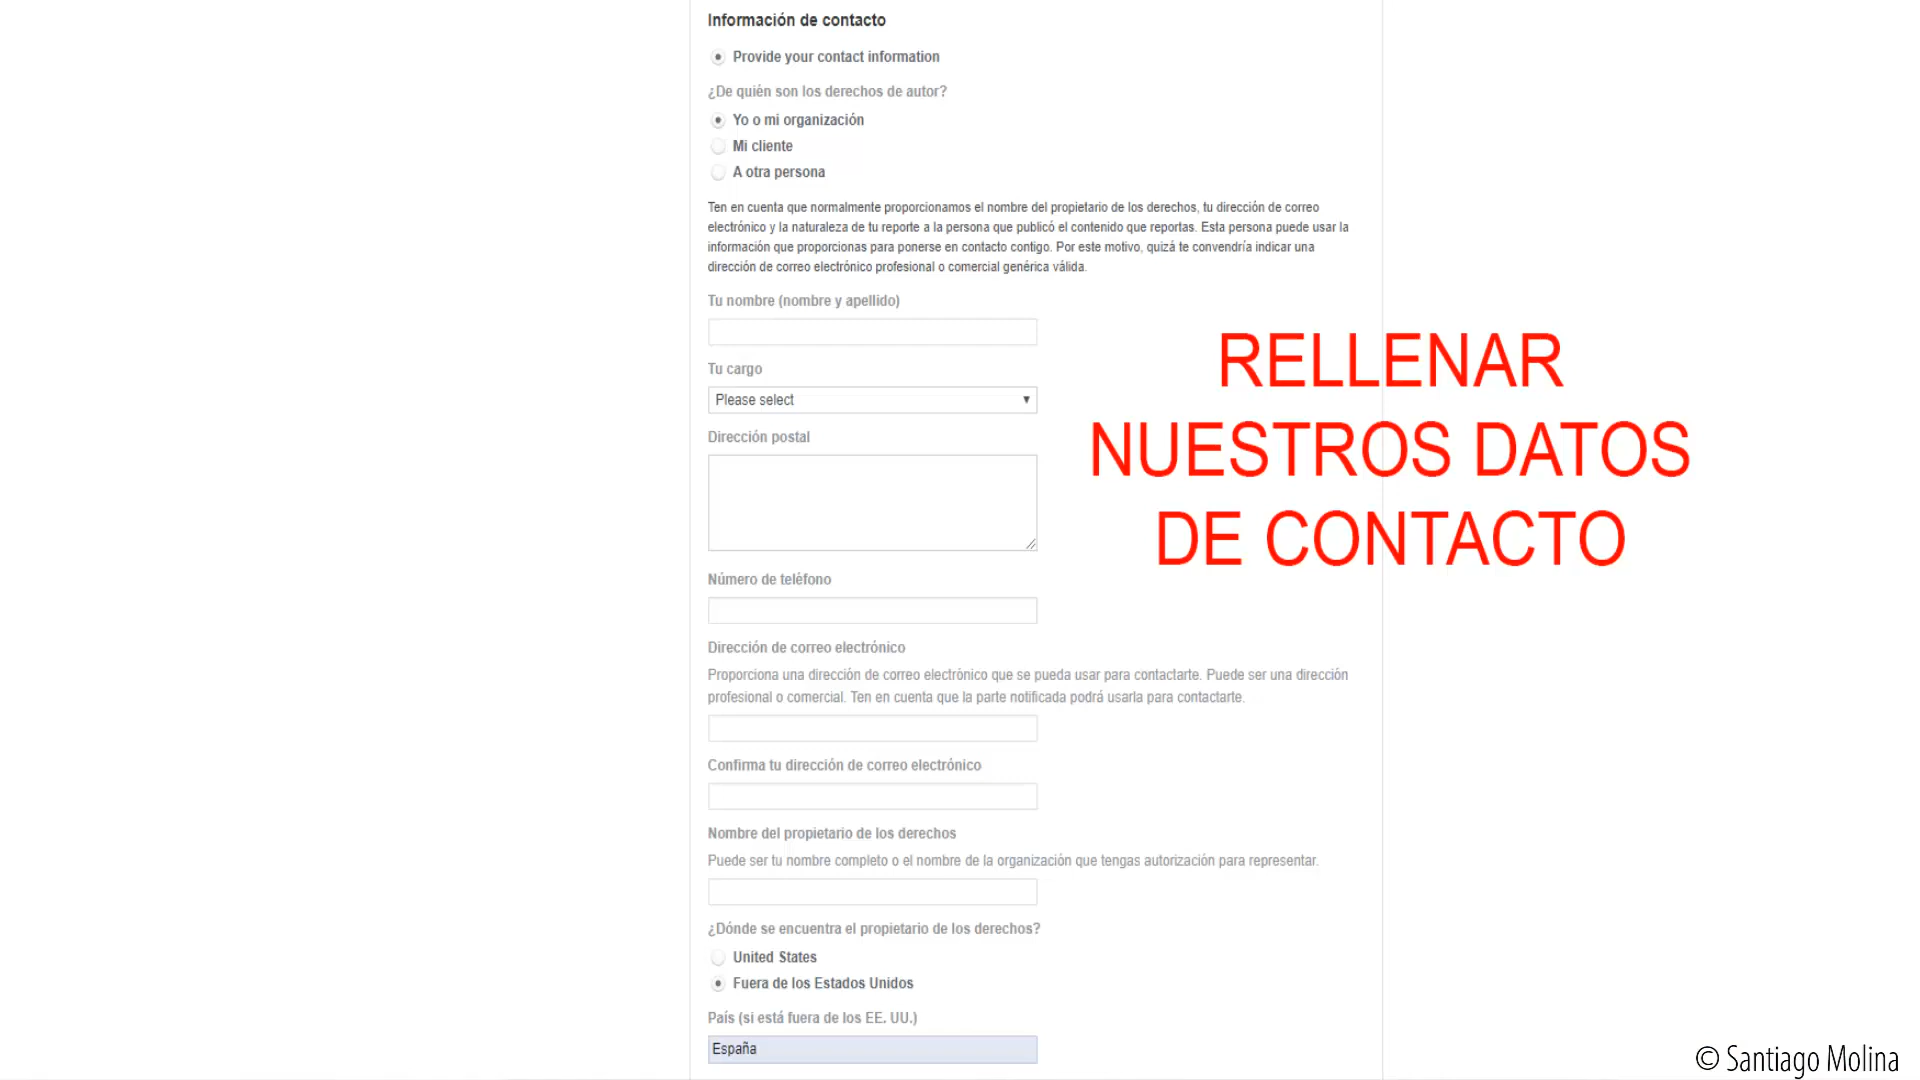 Información de contacto
Provide your contact information
¿De quién son los derechos de autor?
Yo o mi organización
Mi cliente
A otra persona
Ten en cuenta que normalmente proporcionamos el nombre del propietario de los derechos, tu dirección de correo
electrónico y la naturaleza de tu reporte a la persona que publicó el contenido que reportas. Esta persona puede usar la
información que proporcionas para ponerse en contacto contigo. Por este motivo, quizá te convendría indicar una
dirección de correo electrónico profesional o comercial genérica válida.
Tu nombre (nombre y apellido)
Tu cargo
Please select
Dirección postal
Número de teléfono
Dirección de correo electrónico
Proporciona una dirección de correo electrónico que se pueda usar para contactarte. Puede ser una dirección
profesional o comercial. Ten en cuenta que la parte notificada podrá usarla para contactarte.
Confirma tu dirección de correo electrónico
Nombre del propietario de los derechos
Puede ser tu nombre completo o el nombre de la organización que tengas autorización para representar.
¿Dónde se encuentra el propietario de los derechos?
United States
Fuera de los Estados Unidos
País (si está fuera de los EE. UU.)
España
RELLENAR
NUESTROS DATOS
DE CONTACTO
© Santiago Molina